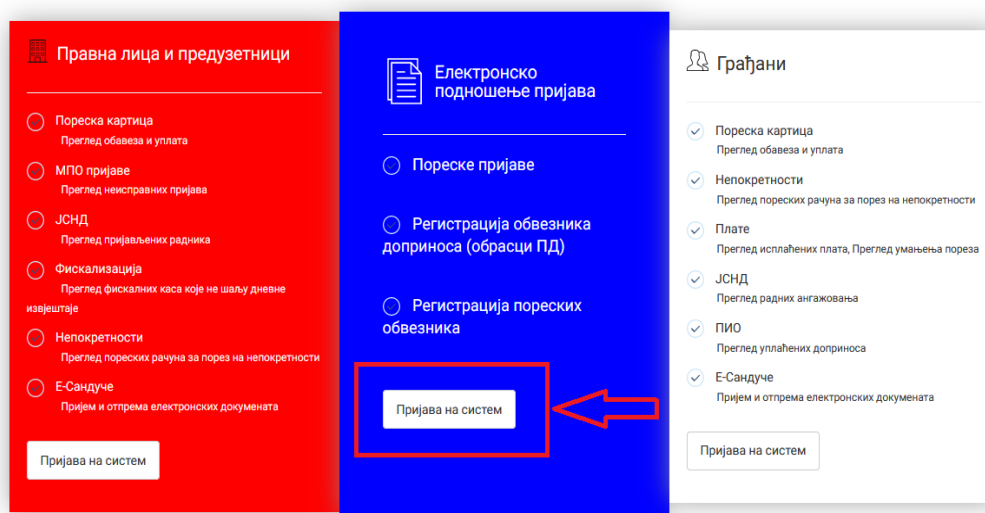 Правна лица и предузетници
Пореска картица
Преглед обавеза и уплата
МПО пријаве
Преглед неисправних пријава
ЈСНД
Преглед пријављених радника
Фискализација
Преглед фискалних каса које не шаљу дневне
извјештаје
Непокретности
Преглед пореских рачуна за порез на непокретности
Е-Сандуче
Пријем и отпрема електронских докумената
Пријава на систем
Електронско
подношење пријава
Пореске пријаве
Регистрација обвезника
доприноса (обрасци ПД)
Регистрација пореских
обвезника
Пријава на систем
Грађани
Пореска картица
Преглед обавеза и уплата
Непокретности
Преглед пореских рачуна за порез на непокретности
Плате
Преглед исплаћених плата, Преглед умањења пореза
ЈСНД
Преглед радних ангажовања
ПИО
Преглед уплаћених доприноса
Е-Сандуче
Пријем и отпрема електронских докумената
Пријава на систем